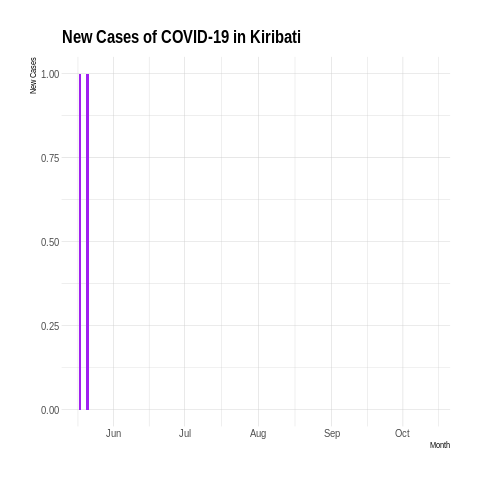 New Cases of COVID-19 in Kiribati
New Cases
1.00
0.75
0.50
0.25
0.00
Jun Jul Aug Sep Oct
Month